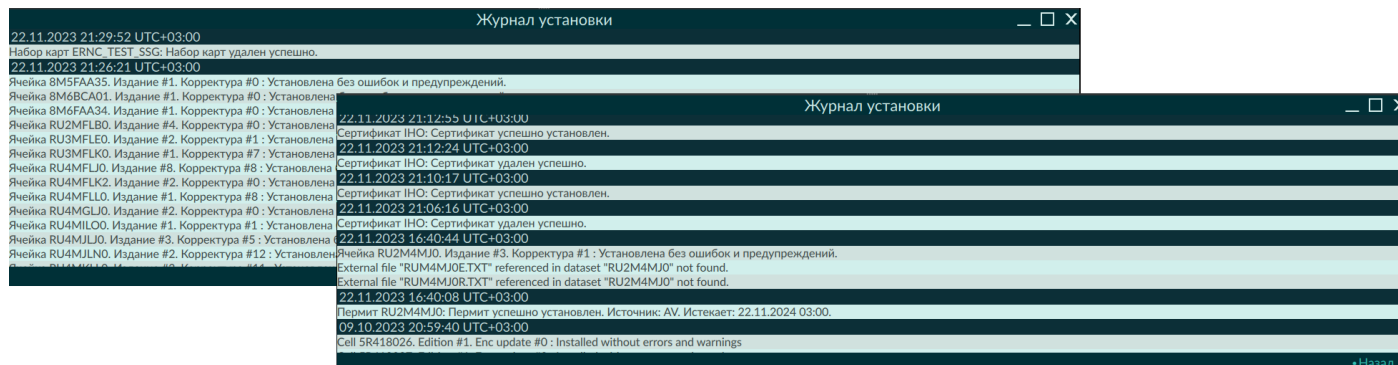 Журнал установки
22.11.2023 21:29:52 UTC+03:00
Набор карт ERNC_TEST_SSG: Набор карт удален успешно.
22.11.2023 21:26:21 UTC+03:00
Ячейка 8M5FAA35. Издание #1. Корректура #0 : Установлена без ошибок и предупреждений.
Ячейка 8M6BCA01. Издание #1. Корректура #0 : Установлена
Ячейка 8M6FAA34. Издание #1. Корректура #0 : Установлена
Ячейка RU2MFLB0. Издание #4. Корректура #0 : Установлена
Ячейка RU3MFLE0. Издание #2. Корректура #1 : Установлена
Ячейка RU3MFLK0. Издание #1. Корректура #7 : Установлена
Ячейка RU4MFLJ0. Издание #8. Корректура #8 : Установлена
Ячейка RU4MFLK2. Издание #2. Корректура #0 : Установлена
Ячейка RU4MFLL0. Издание #1. Корректура #8 : Установлена
Ячейка RU4MGLJ0. Издание #2. Корректура #0 : Установлена
Ячейка RU4MILO0. Издание #1. Корректура #1 : Установлена
Ячейка RU4MJLJ0. Издание #3. Корректура #5 : Установлена
Ячейка RU4MJLN0. Издание #2. Корректура #12 : Установлен
Журнал установки
22.11.2023 21:12:55 UTC+03:00
Сертификат IHO: Сертификат успешно установлен.
22.11.2023 21:12:24 UTC+03:00
Сертификат IHO: Сертификат удален успешно.
22.11.2023 21:10:17 UTC+03:00
Сертификат IHO: Сертификат успешно установлен.
22.11.2023 21:06:16 UTC+03:00
Сертификат IHO: Сертификат удален успешно.
22.11.2023 16:40:44 UTC+03:00
Ячейка RU2M4MJ0. Издание #3. Корректура #1 : Установлена без ошибок и предупреждений.
External file "RUM4MJ0E.TXT" referenced in dataset "RU2M4MJ0" not found.
External file "RUM4MJ0R.TXT" referenced in dataset "RU2M4MJ0" not found.
22.11.2023 16:40:08 UTC+03:00
Пермит RU2M4MJ0: Пермит успешно установлен. Источник: AV. Истекает: 22.11.2024 03:00.
09.10.2023 20:59:40 UTC+03:00
Cell 5R418026. Edition #1. Enc update #0 : Installed without errors and warnings
•Назад